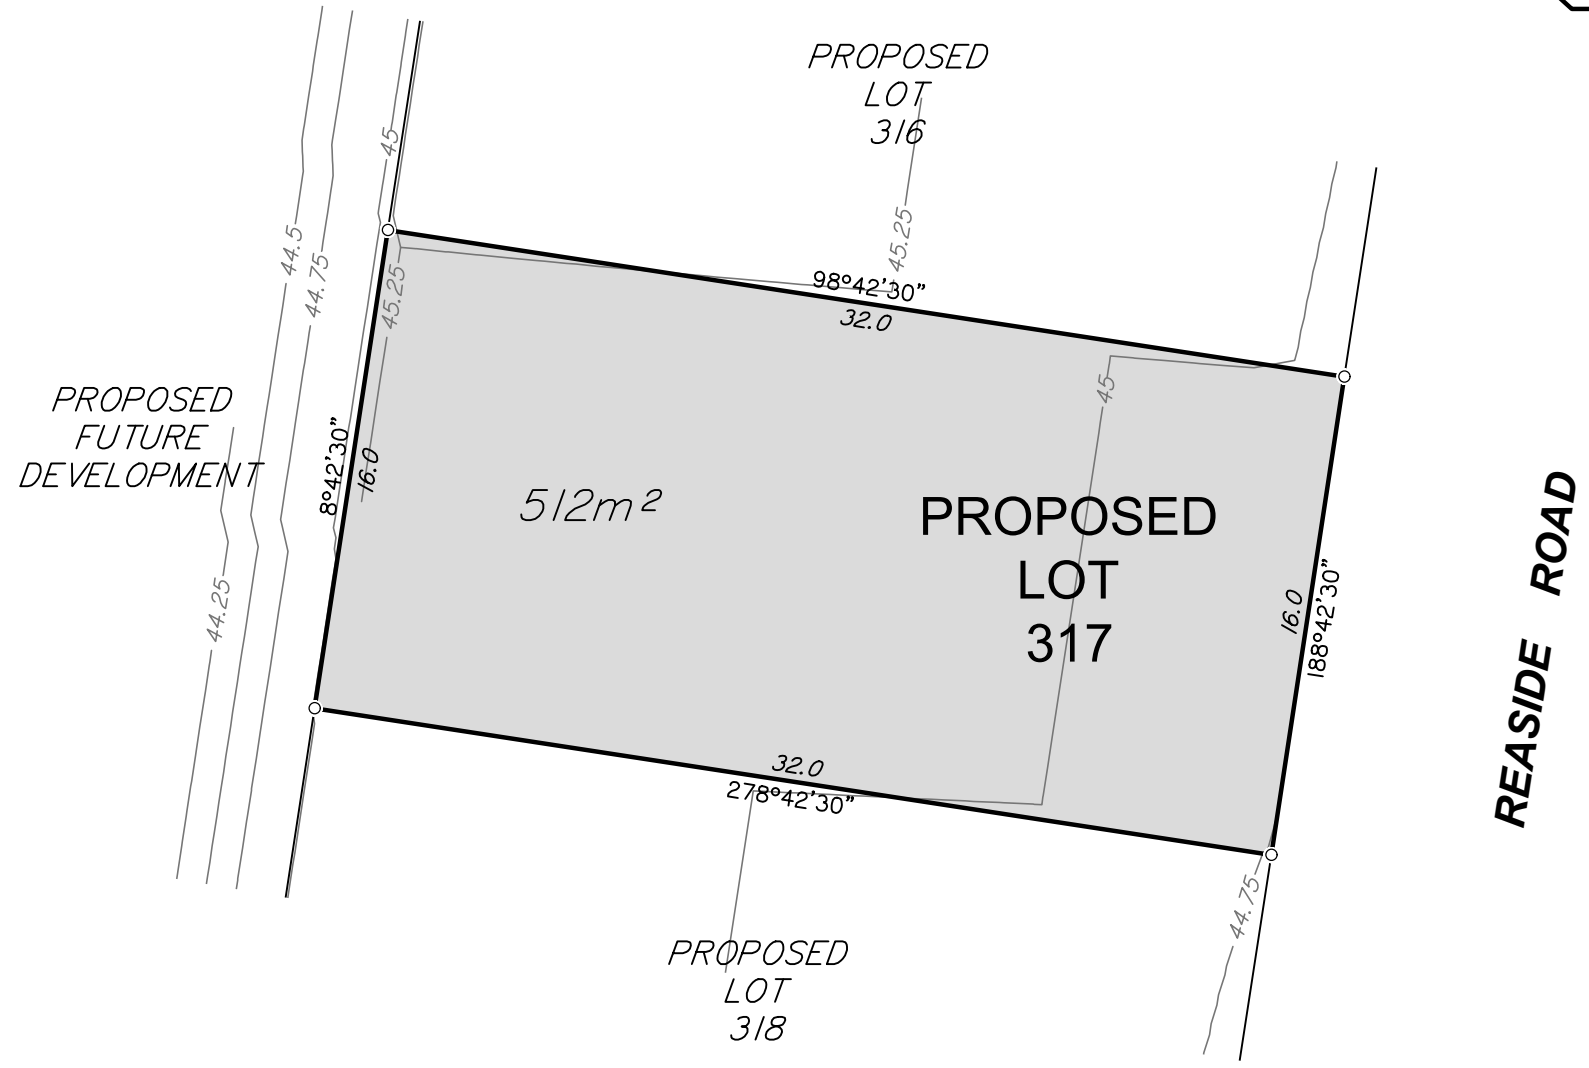 PROPOSED
LOT
316
45
44.5
44.75
45.25
45.25
98°42'30"
32.0
45
PROPOSED
FUTURE
DEVELOPMENT
8°42'30"
16.0
512m²
PROPOSED
LOT
317
16.0
188°42'30"
REASIDE ROAD
44.25
32.0
278°42'30"
44.75
PROPOSED
LOT
318